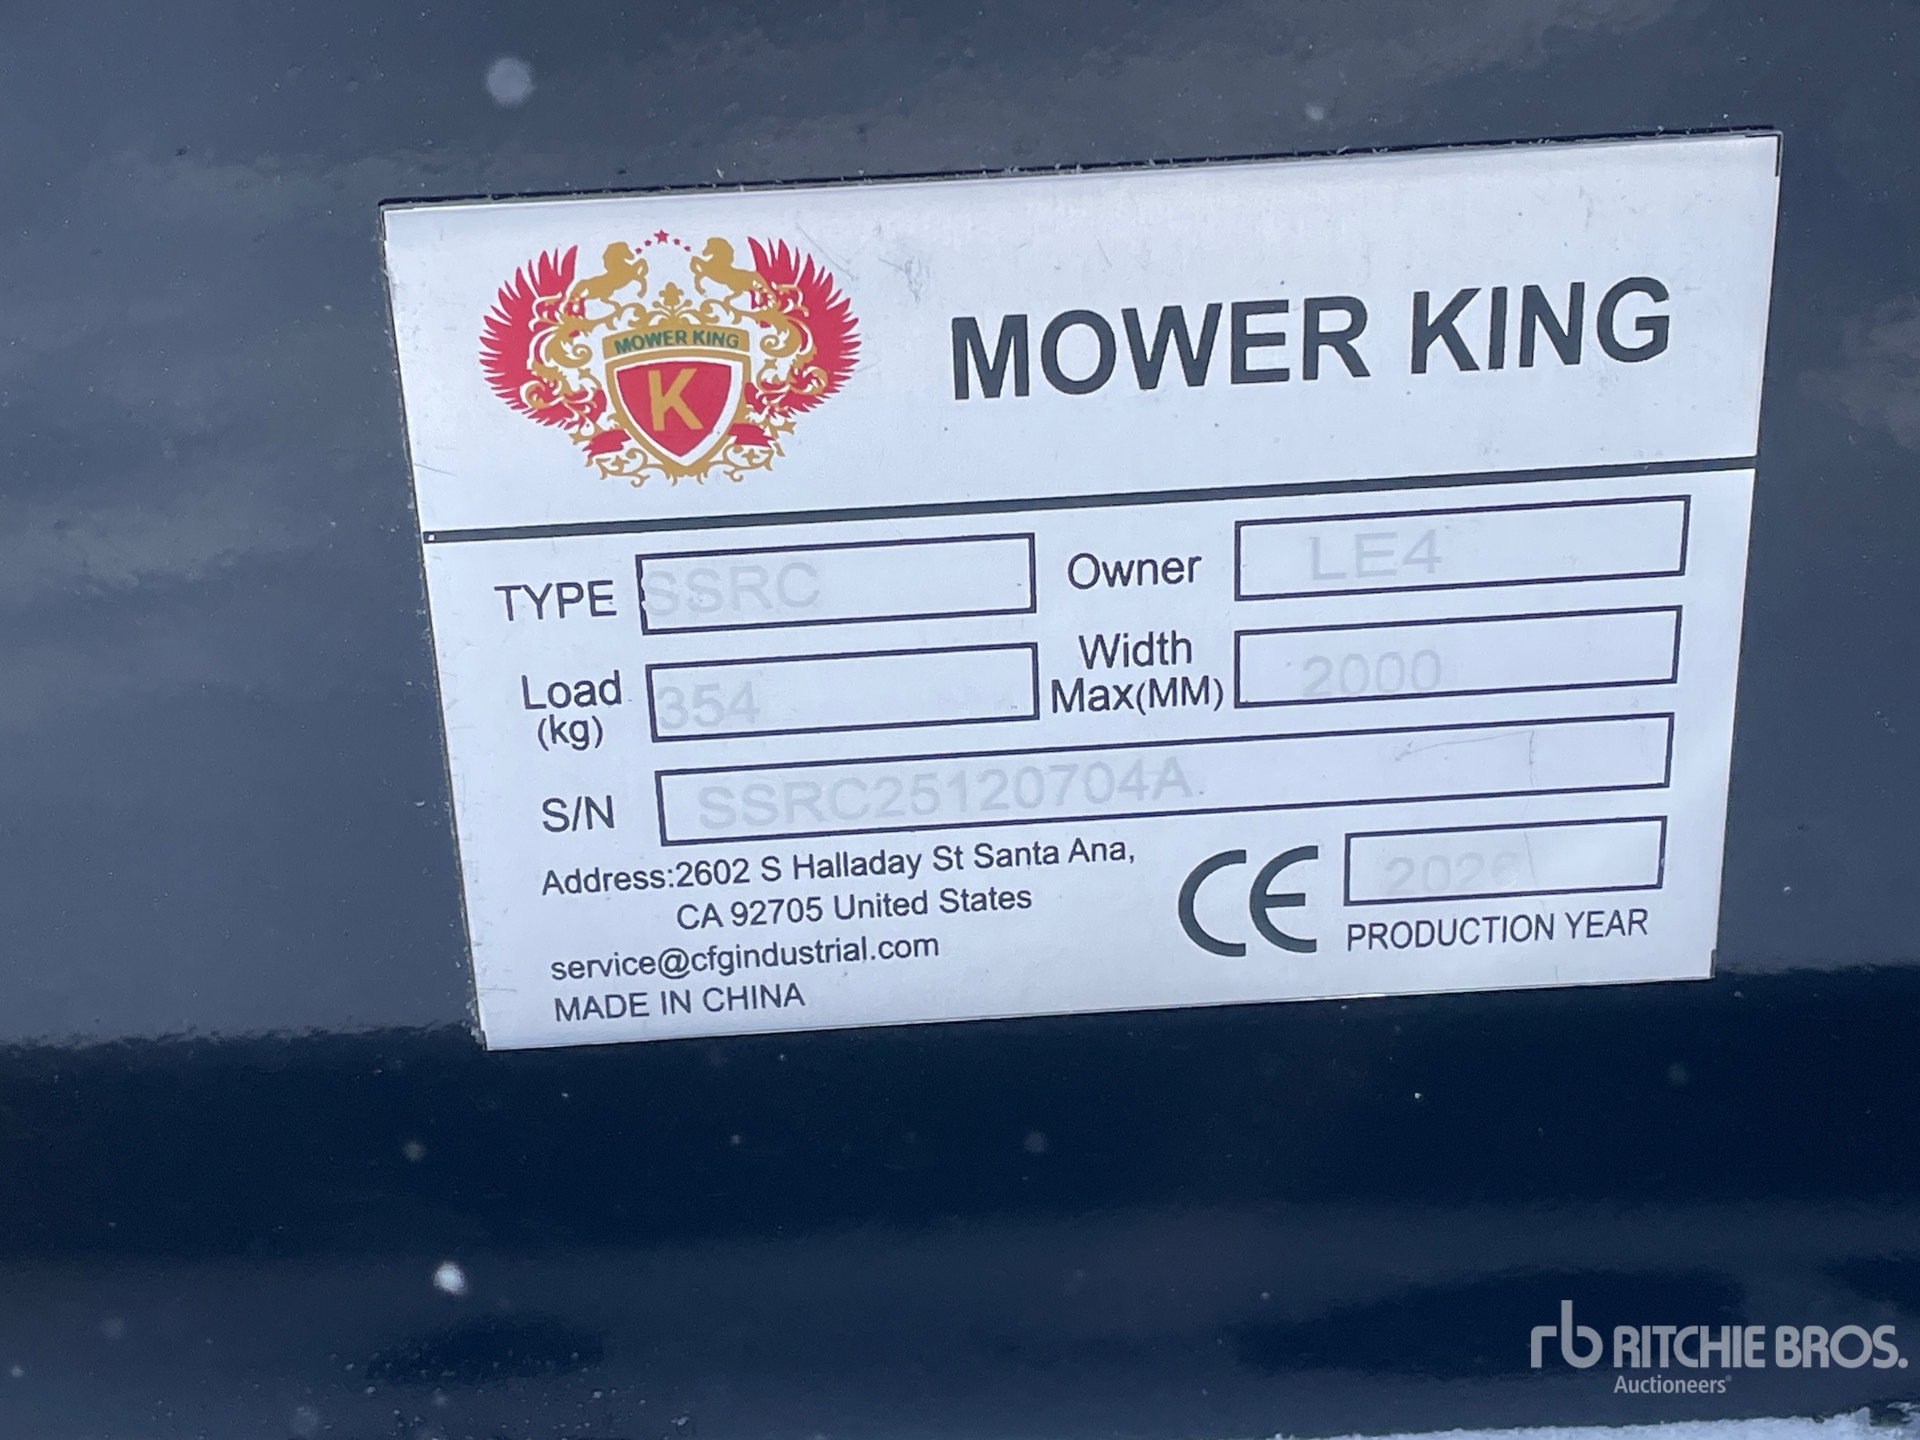 MOWER KING
K
MOWER KING
TYPE SSRC
Owner LE4
Load (kg) 354
Width Max(MM) 2000
S/N SSRC25120704A
Address:2602 S Halladay St Santa Ana,
CA 92705 United States
service@cfgindustrial.com
MADE IN CHINA
CE
2026
PRODUCTION YEAR
rb RITCHIE BROS.
Auctioneers